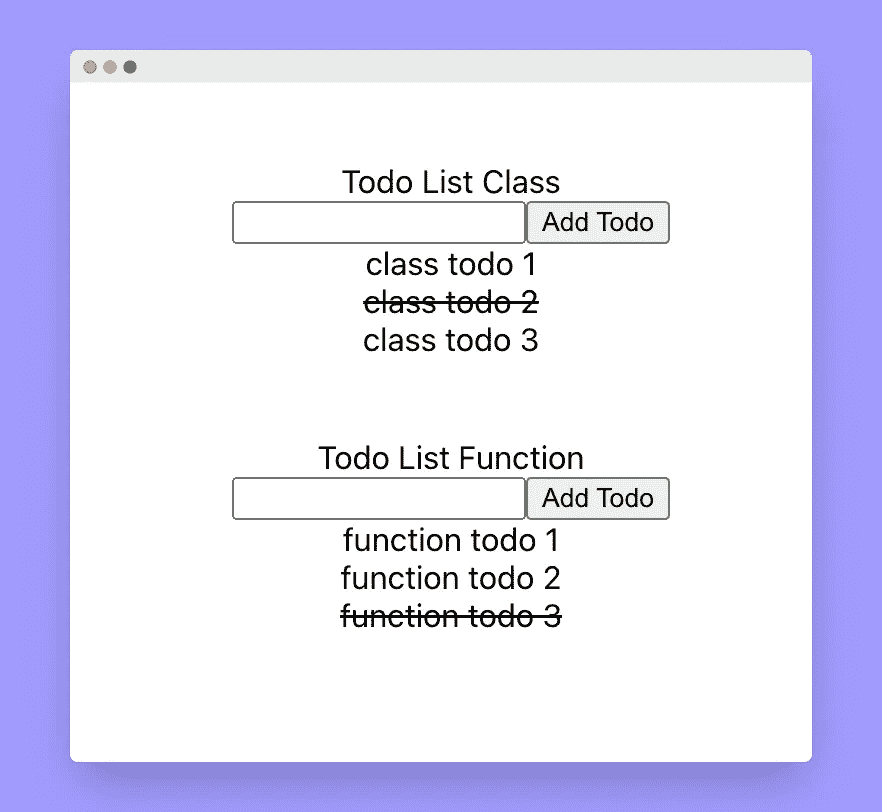 Todo List Class
Add Todo
class todo 1
class todo 2
class todo 3
Todo List Function
Add Todo
function todo 1
function todo 2
function todo 3